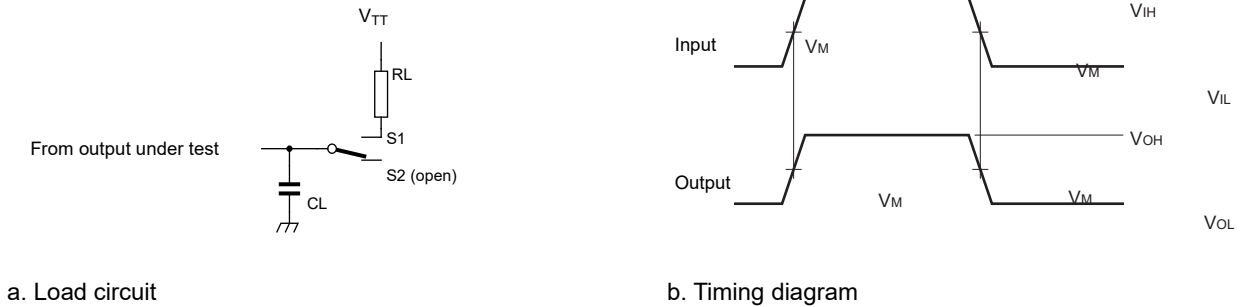 VTT
RL
S1
From output under test
S2 (open)
CL
a. Load circuit
VIH
Input
VM
VM
VIL
VOH
Output
VM
VM
VOL
b. Timing diagram